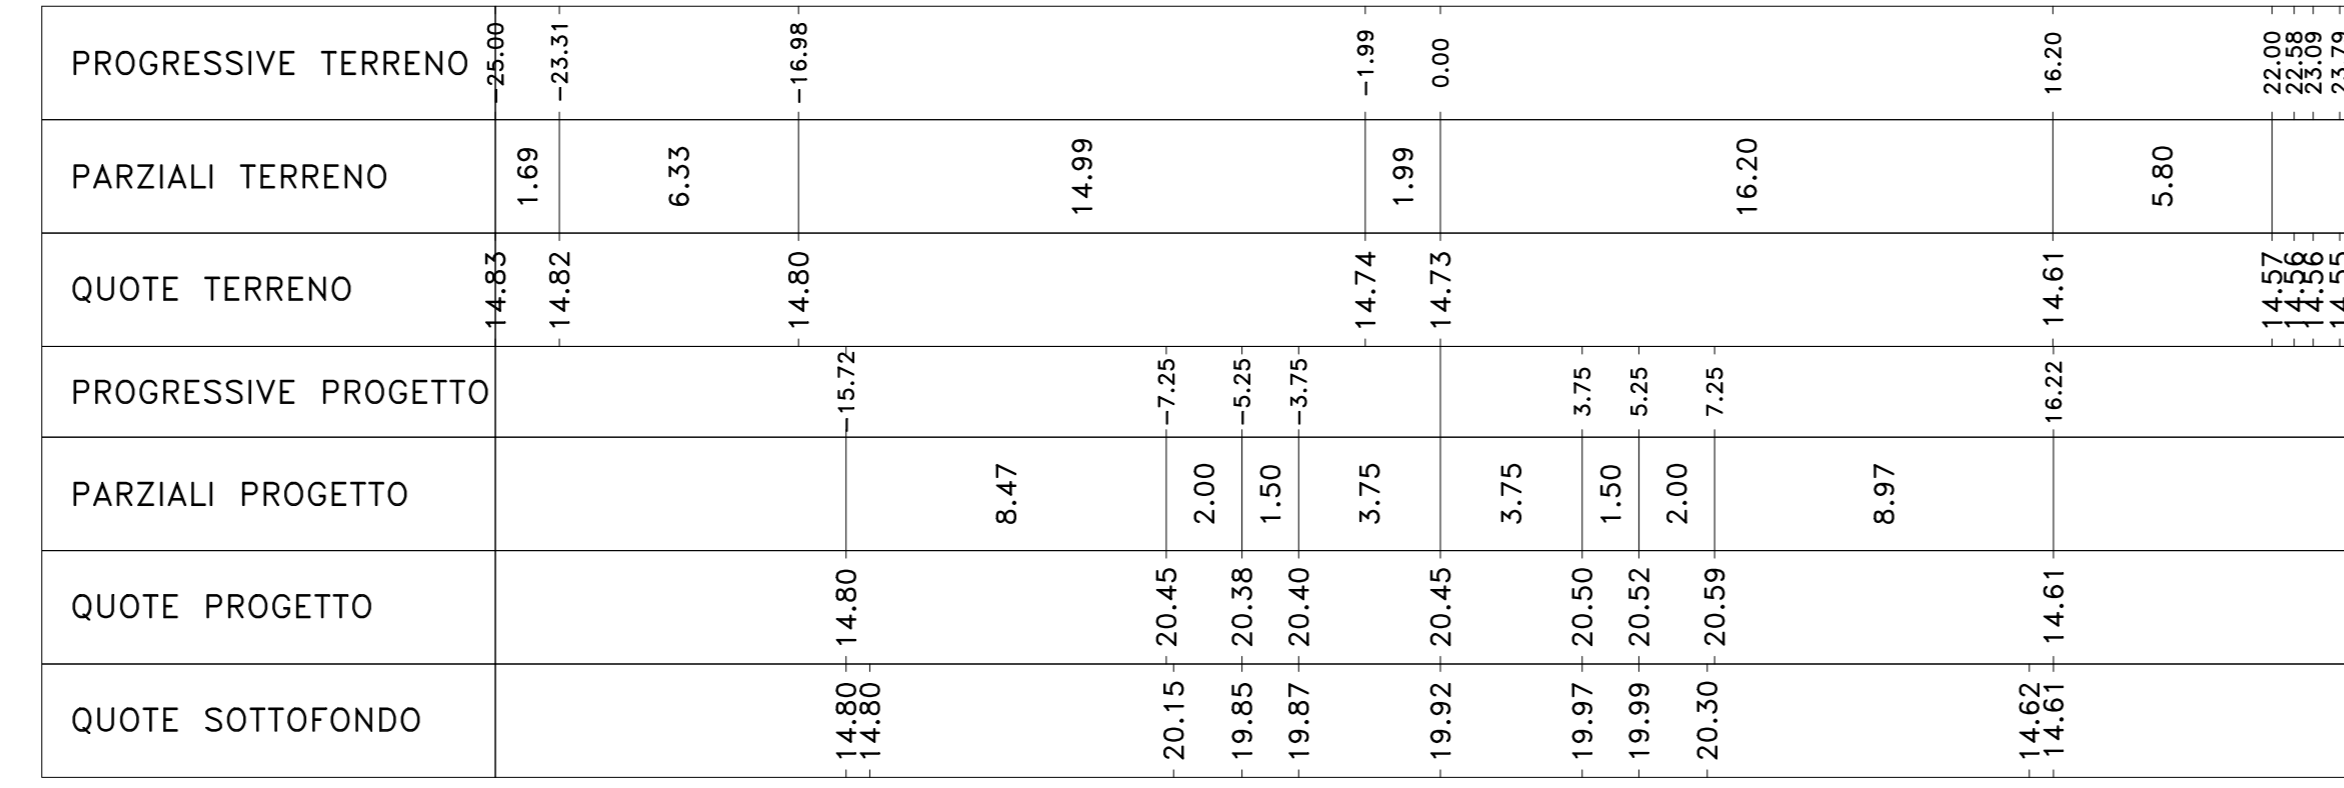 PROGRESSIVE TERRENO -25.00 -23.31 -16.98 -1.99 0.00 16.20 22.00 22.58 23.09 23.79
PARZIALI TERRENO 1.69 6.33 14.99 1.99 16.20 5.80
QUOTE TERRENO 14.83 14.82 14.80 14.74 14.73 14.61 14.57 14.56 14.56 14.55
PROGRESSIVE PROGETTO -15.72 -7.25 -5.25 -3.75 3.75 5.25 7.25 16.22
PARZIALI PROGETTO 8.47 2.00 1.50 3.75 3.75 1.50 2.00 8.97
QUOTE PROGETTO 14.80 20.45 20.38 20.40 20.45 20.50 20.52 20.59 14.61
QUOTE SOTTOFONDO 14.80 14.80 20.15 19.85 19.87 19.92 19.97 19.99 20.30 14.62 14.61